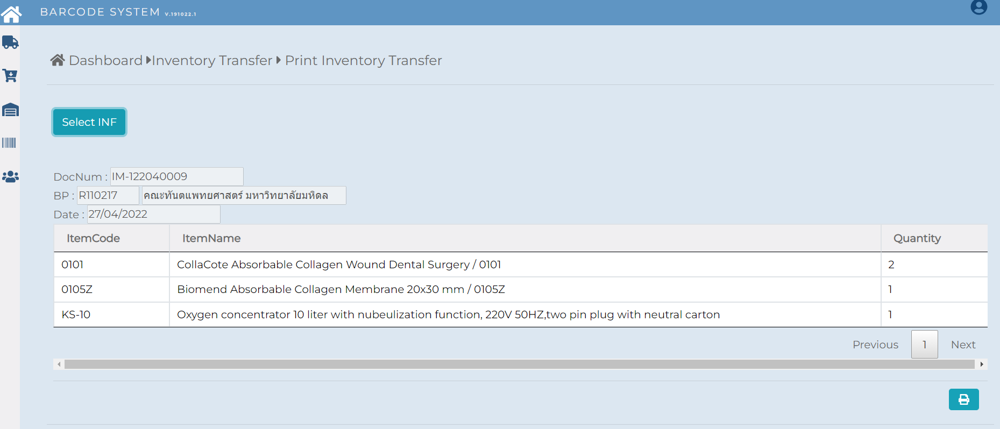 BARCODE SYSTEM V.191022.1
Dashboard Inventory Transfer Print Inventory Transfer
Select INF
DocNum : IM-122040009
BP : R110217 คณะทันตแพทยศาสตร์ มหาวิทยาลัยมหิดล
Date : 27/04/2022
ItemCode ItemName Quantity
0101 CollaCote Absorbable Collagen Wound Dental Surgery / 0101 2
0105Z Biomend Absorbable Collagen Membrane 20x30 mm / 0105Z 1
KS-10 Oxygen concentrator 10 liter with nubeulization function, 220V 50HZ,two pin plug with neutral carton 1
Previous 1 Next